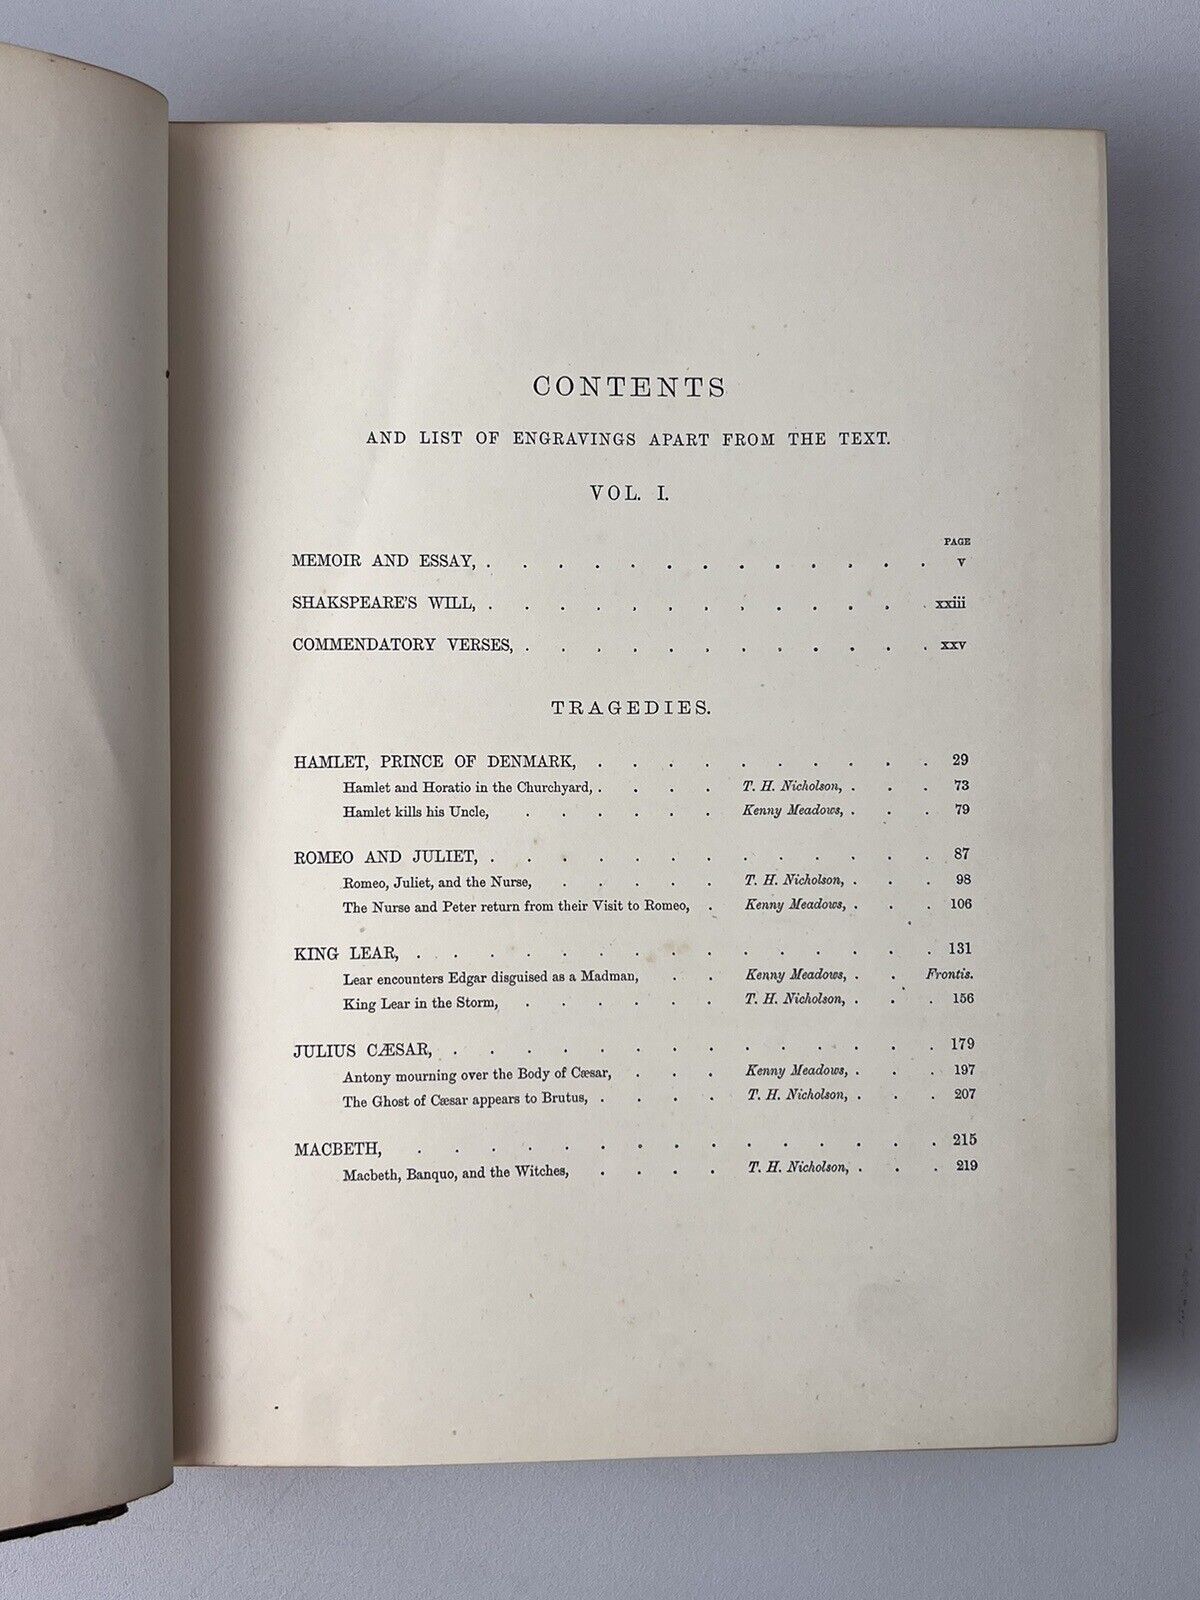 CONTENTS
AND LIST OF ENGRAVINGS APART FROM THE TEXT.
VOL. I.
PAGE
MEMOIR AND ESSAY, . . . . . . . . . . . . . v
SHAKSPEARE'S WILL, . . . . . . . . . . . . xxiii
COMMENDATORY VERSES, . . . . . . . . . . . . xxv
TRAGEDIES.
HAMLET, PRINCE OF DENMARK, . . . . . . . . . . 29
Hamlet and Horatio in the Churchyard, . . . . T. H. Nicholson, . . . 73
Hamlet kills his Uncle, . . . . . . Kenny Meadows, . . . 79
ROMEO AND JULIET, . . . . . . . . . . . . . 87
Romeo, Juliet, and the Nurse, . . . . . T. H. Nicholson, . . . 98
The Nurse and Peter return from their Visit to Romeo, . Kenny Meadows, . . . 106
KING LEAR, . . . . . . . . . . . . . . . 131
Lear encounters Edgar disguised as a Madman, . . Kenny Meadows, . . Frontis.
King Lear in the Storm, . . . . . . T. H. Nicholson, . . . 156
JULIUS CÆSAR, . . . . . . . . . . . . . . 179
Antony mourning over the Body of Cæsar, . . . Kenny Meadows, . . . 197
The Ghost of Cæsar appears to Brutus, . . . . T. H. Nicholson, . . . 207
MACBETH, . . . . . . . . . . . . . . . 215
Macbeth, Banquo, and the Witches, . . . . T. H. Nicholson, . . . 219